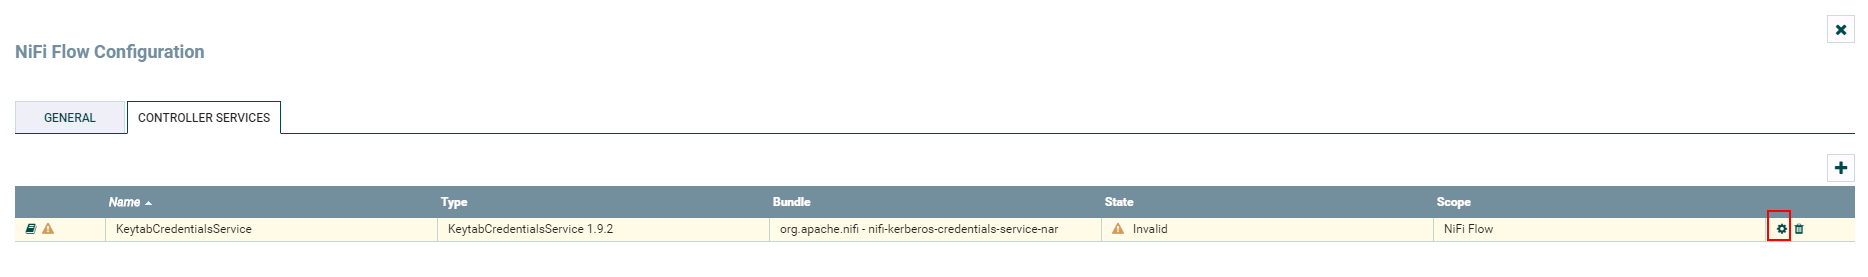 NiFi Flow Configuration
GENERAL CONTROLLER SERVICES
Name Type Bundle State Scope
KeytabCredentialsService KeytabCredentialsService 1.9.2 org.apache.nifi - nifi-kerberos-credentials-service-nar Invalid NiFi Flow